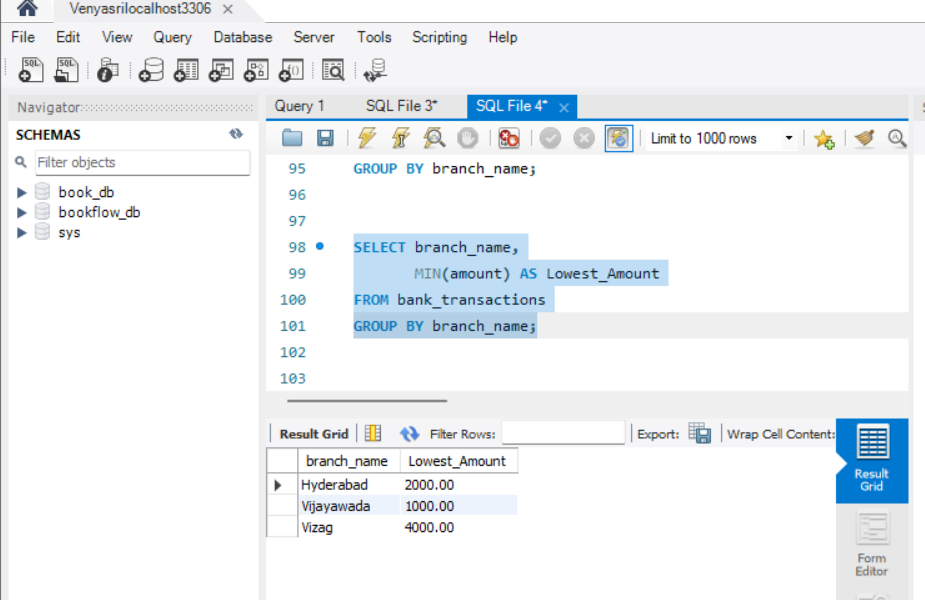 Venyasrilocalhost3306 ×
File Edit View Query Database Server Tools Scripting Help
SQL SQL
Navigator
SCHEMAS
Filter objects
book_db
bookflow_db
sys
Query 1 SQL File 3* SQL File 4* ×
Limit to 1000 rows
95 GROUP BY branch_name;
96
97
98 SELECT branch_name,
99 MIN(amount) AS Lowest_Amount
100 FROM bank_transactions
101 GROUP BY branch_name;
102
103
Result Grid Filter Rows: Export: Wrap Cell Content:
branch_name Lowest_Amount
Hyderabad 2000.00
Vijayawada 1000.00
Vizag 4000.00
Result
Grid
Form
Editor